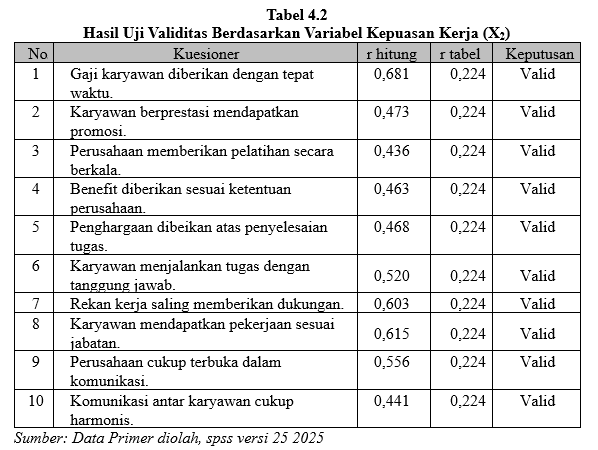 Tabel 4.2
Hasil Uji Validitas Berdasarkan Variabel Kepuasan Kerja (X₂)
No Kuesioner r hitung r tabel Keputusan
1 Gaji karyawan diberikan dengan tepat 0,681 0,224 Valid
waktu.
2 Karyawan berprestasi mendapatkan 0,473 0,224 Valid
promosi.
3 Perusahaan memberikan pelatihan secara 0,436 0,224 Valid
berkala.
4 Benefit diberikan sesuai ketentuan 0,463 0,224 Valid
perusahaan.
5 Penghargaan dibeikan atas penyelesaian 0,468 0,224 Valid
tugas.
6 Karyawan menjalankan tugas dengan 0,520 0,224 Valid
tanggung jawab.
7 Rekan kerja saling memberikan dukungan. 0,603 0,224 Valid
8 Karyawan mendapatkan pekerjaan sesuai 0,615 0,224 Valid
jabatan.
9 Perusahaan cukup terbuka dalam 0,556 0,224 Valid
komunikasi.
10 Komunikasi antar karyawan cukup 0,441 0,224 Valid
harmonis.
Sumber: Data Primer diolah, spss versi 25 2025